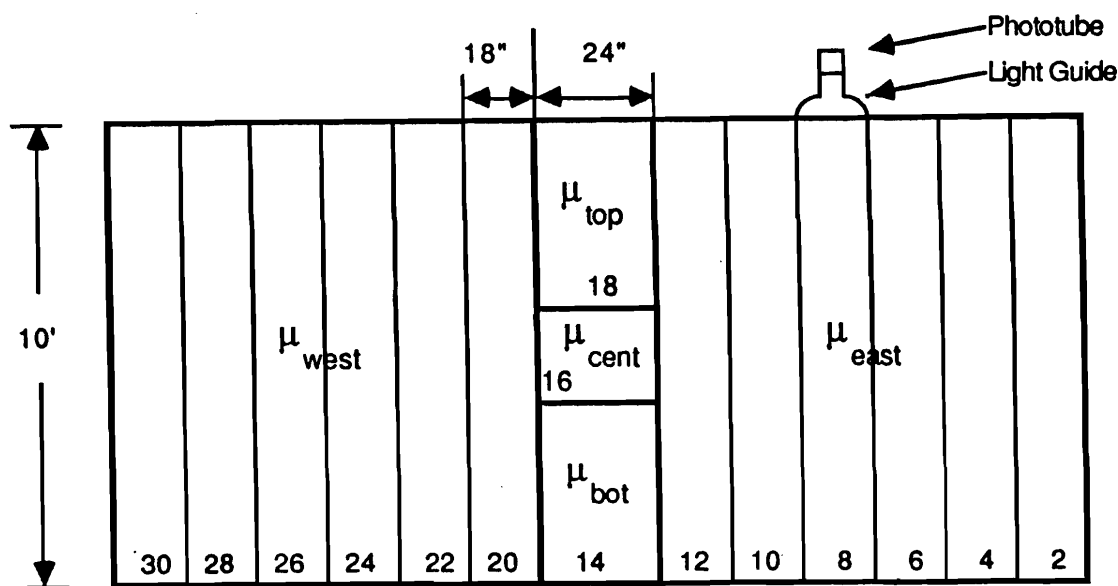 Phototube
18" 24"
Light Guide
μ top
18
10'
μ west
μ cent
μ east
16
μ bot
30 28 26 24 22 20 14 12 10 8 6 4 2